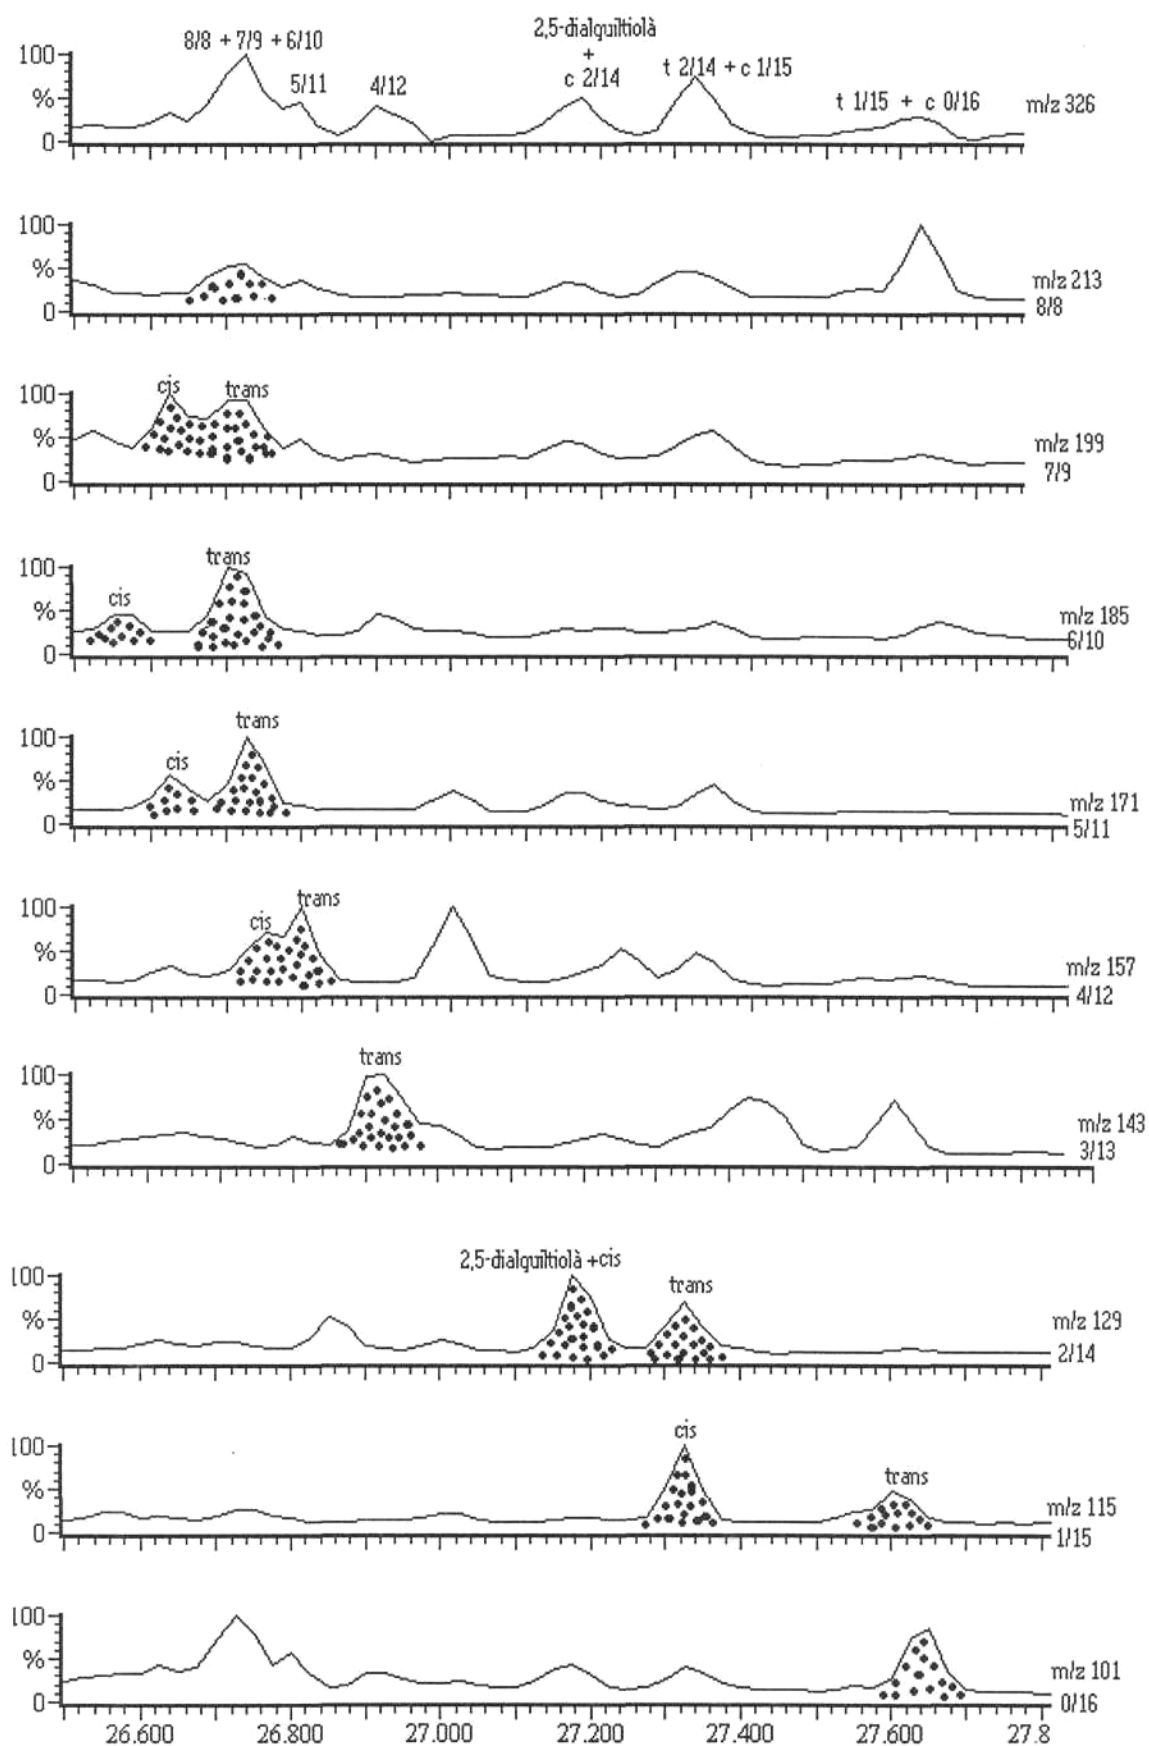 2,5-dialquiltiolà
8/8 + 7/9 + 6/10
+
5/11
4/12
c 2/14
t 2/14 + c 1/15
t 1/15 + c 0/16
100
%
0
m/z 326
100
%
0
m/z 213
8/8
cis
trans
100
%
0
m/z 199
7/9
trans
cis
100
%
0
m/z 185
6/10
trans
cis
100
%
0
m/z 171
5/11
trans
cis
100
%
0
m/z 157
4/12
trans
100
%
0
m/z 143
3/13
2,5-dialquiltiolà +cis
trans
100
%
0
m/z 129
2/14
cis
trans
100
%
0
m/z 115
1/15
100
%
0
m/z 101
0/16
26.600 26.800 27.000 27.200 27.400 27.600 27.8